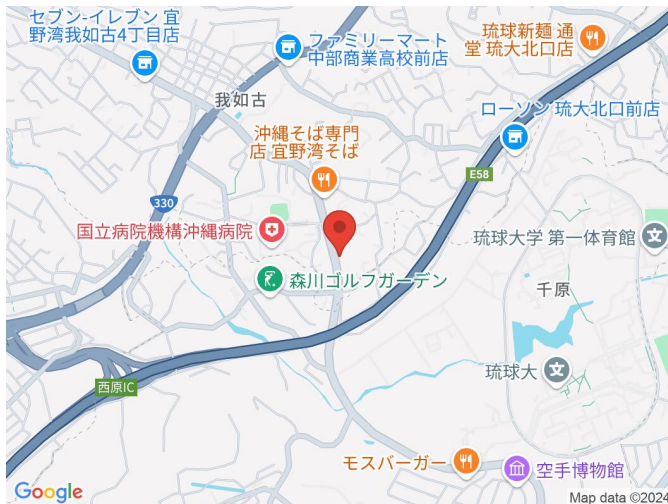 セブン-イレブン 宜
野湾我如古4丁目店
ファミリーマート
中部商業高校前店
琉球新麺 通
堂 琉大北口店
我如古
ローソン 琉大北口前店
沖縄そば専門
店 宜野湾そば
E58
330
国立病院機構沖縄病院
琉球大学 第一体育館
森川ゴルフガーデン
千原
西原IC
琉球大
モスバーガー
空手博物館
Google
Map data ©2024